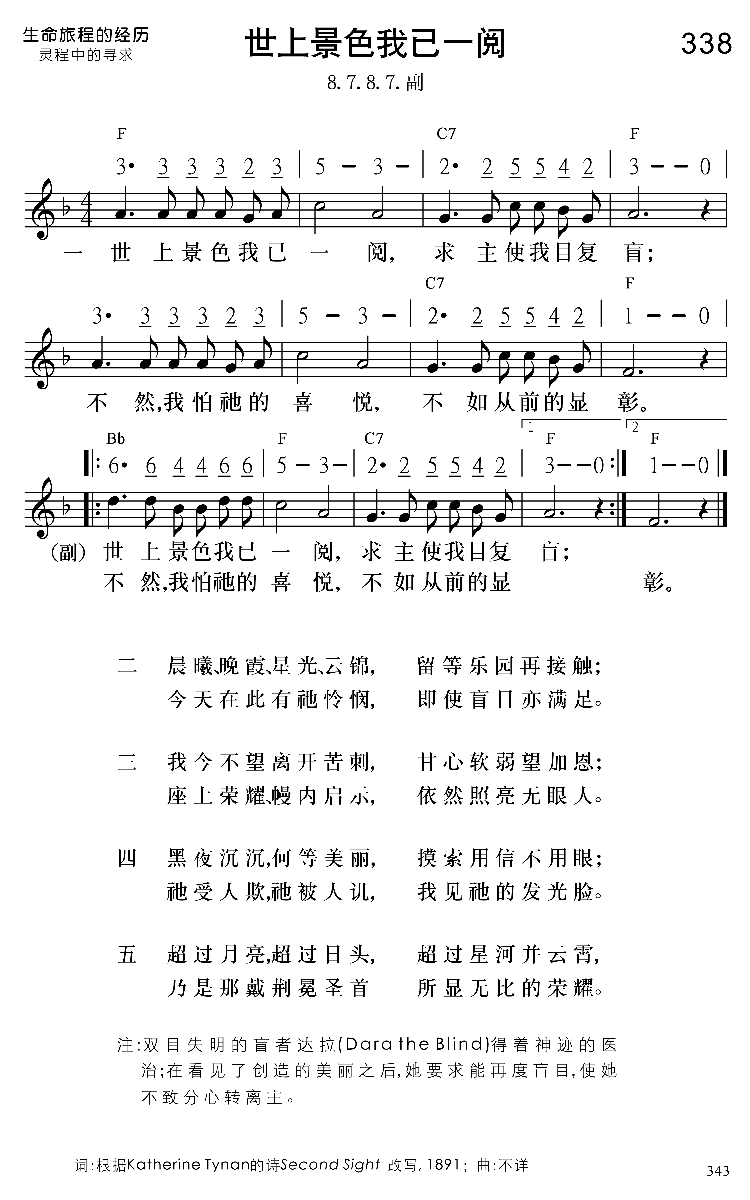 生命旅程的经历
灵程中的寻求
世上景色我已一阅
338
8.7.8.7.副
F C7 F
3• 3 3 2 3 | 5 – 3 – | 2• 2 5 5 4 2 | 3 – – 0 |
一 世 上 景 色 我 已 一 阅, 求 主 使 我 目 复 盲;
C7 F
3• 3 3 3 2 3 | 5 – 3 – | 2• 2 5 5 4 2 | 1 – – 0 |
不 然,我 怕 祂 的 喜 悦, 不 如 从 前 的 显 彰。
Bb F C7 1 F 2 F
6• 6 4 4 6 6 | 5 – 3 – | 2• 2 5 5 4 2 | 3 – – 0 :| 1 – – 0 |
(副) 世 上 景 色 我 已 一 阅, 求 主 使 我 目 复 盲;
不 然,我 怕 祂 的 喜 悦, 不 如 从 前 的 显 彰。
二 晨曦、晚霞、星光、云锦, 留等乐园再接触;
今天在此有祂怜悯, 即使盲目亦满足。
三 我今不望离开苦刺, 甘心软弱望加恩;
座上荣耀、幔内启示, 依然照亮无眼人。
四 黑夜沉沉,何等美丽, 摸索用信不用眼;
祂受人欺,祂被人讥, 我见祂的发光脸。
五 超过月亮,超过日头, 超过星河并云霄,
乃是那戴荆冕圣首 所显无比的荣耀。
注:双目失明的盲者达拉(Dara the Blind)得着神迹的医
治;在看见了创造的美丽之后,她要求能再度盲目,使她
不致分心转离主。
词:根据Katherine Tynan的诗Second Sight 改写, 1891; 曲:不详
343